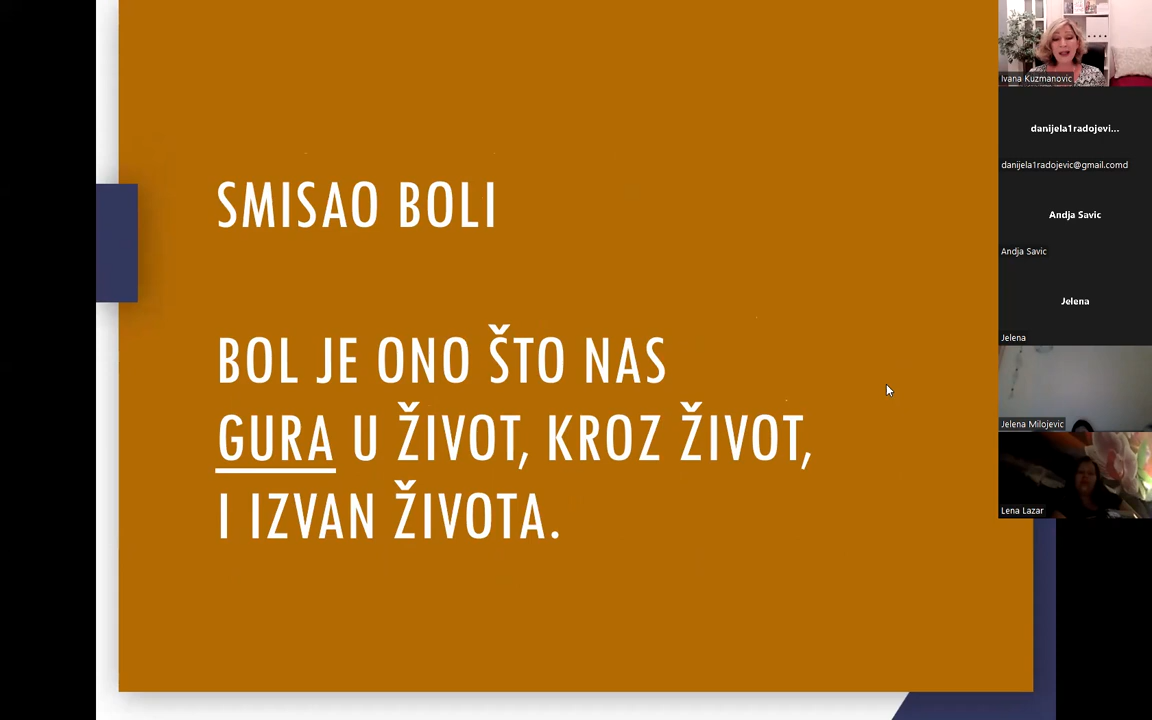 SMISAO BOLI
BOL JE ONO ŠTO NAS
GURA U ŽIVOT, KROZ ŽIVOT,
I IZVAN ŽIVOTA.
Ivana Kuzmanovic
danijela1radojevi...
danijela1radojevic@gmail.comd
Andja Savic
Andja Savic
Jelena
Jelena
Jelena Milojevic
Lena Lazar